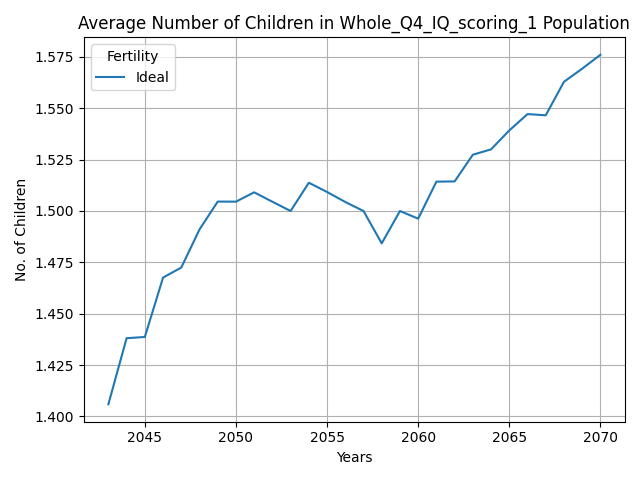 Average Number of Children in Whole_Q4_IQ_scoring_1 Population
Fertility
Ideal
1.575
1.550
1.525
1.500
1.475
1.450
1.425
1.400
No. of Children
2045 2050 2055 2060 2065 2070
Years